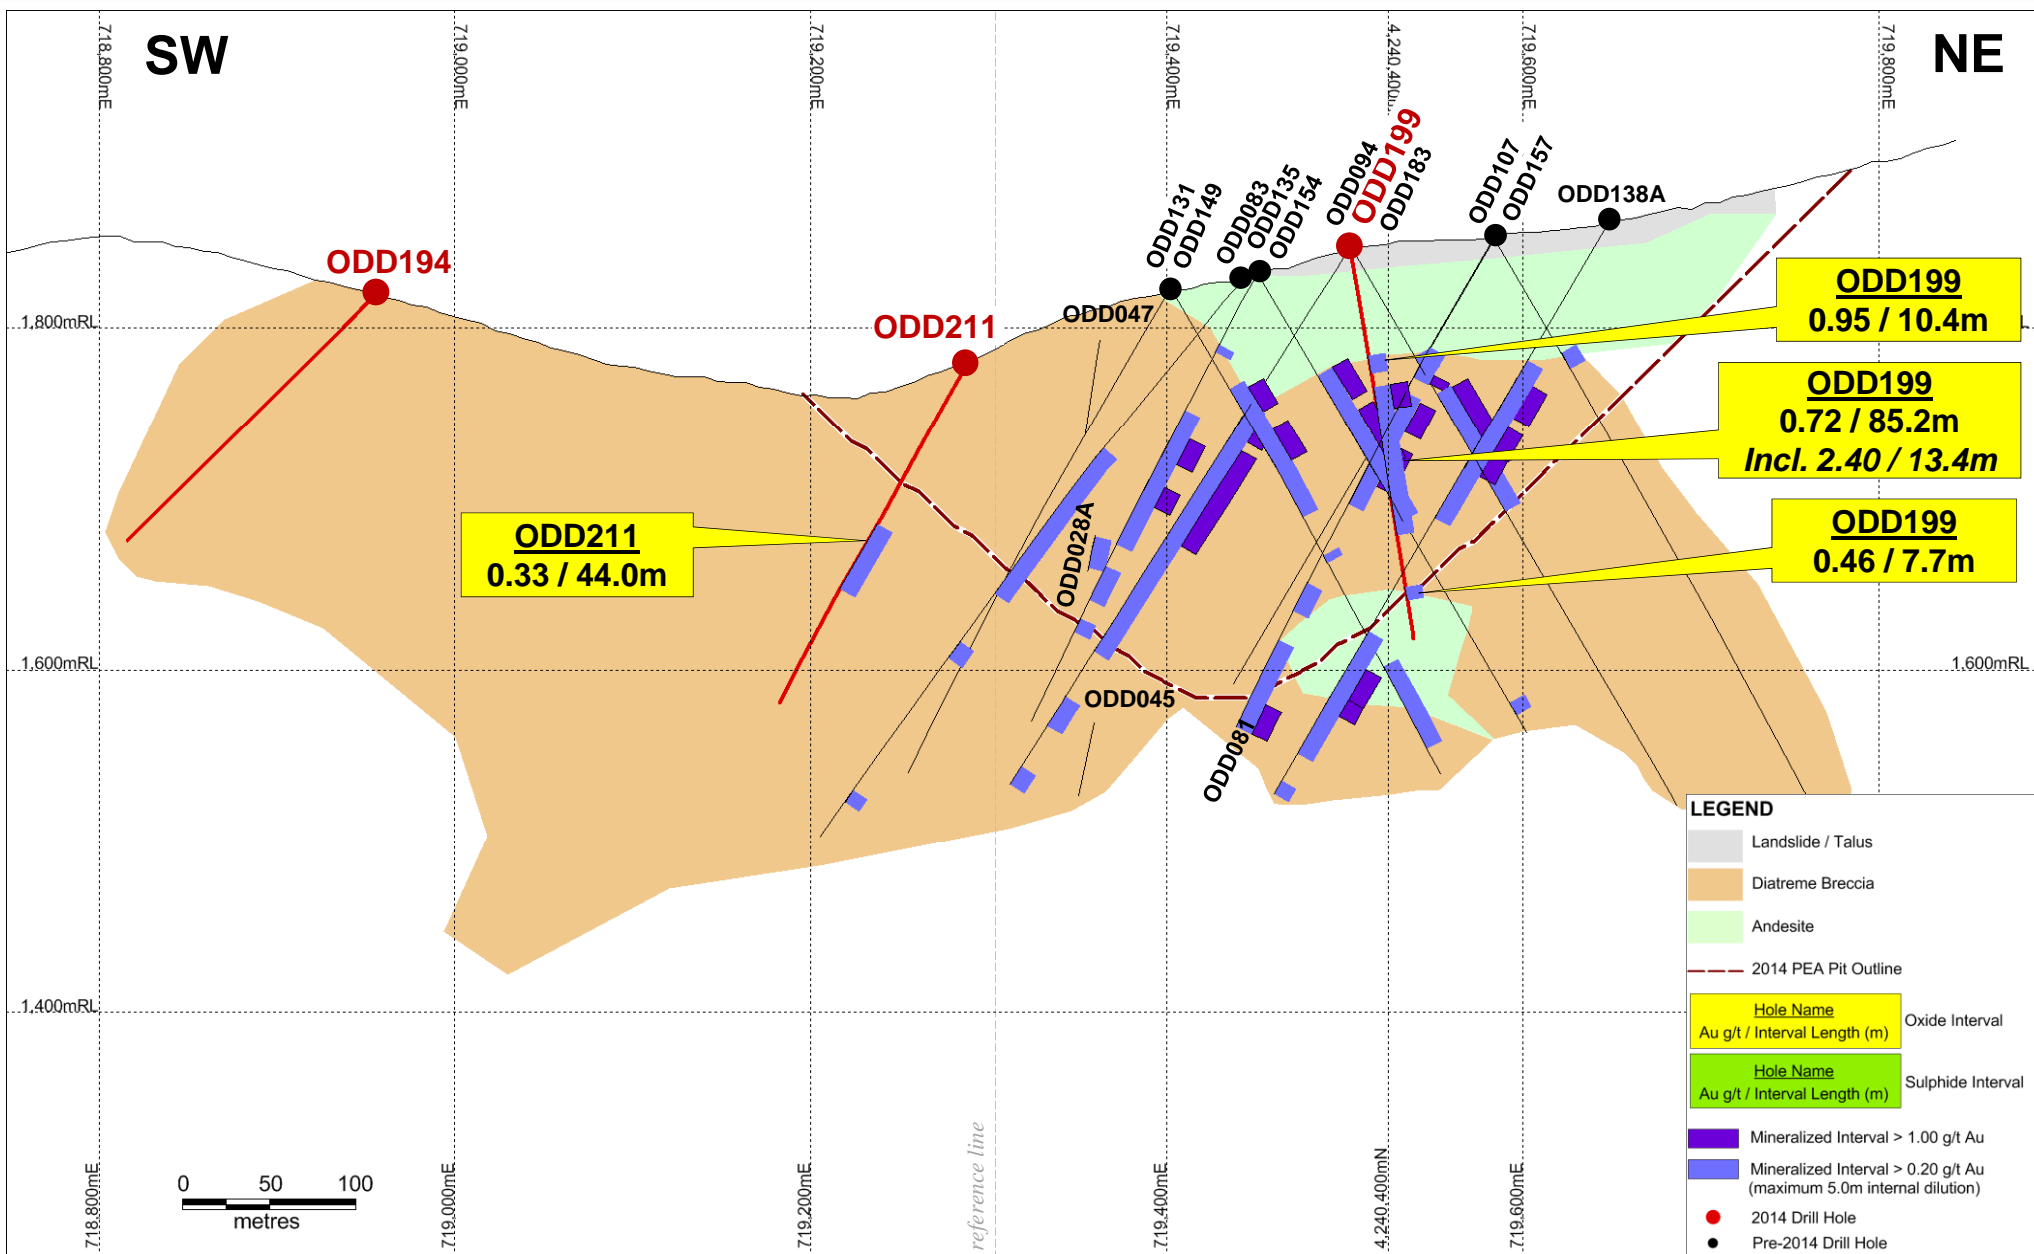 SW
NE
718,800mE
719,000mE
719,200mE
719,400mE
4,240,400m
719,600mE
719,800mE
ODD194
ODD211
ODD131
ODD149
ODD083
ODD135
ODD154
ODD094
ODD199
ODD183
ODD107
ODD157
ODD138A
ODD047
ODD028A
ODD045
ODD081
1,800mRL
L
1,600mRL
1,600mRL
1,400mRL
ODD199
0.95 / 10.4m
ODD199
0.72 / 85.2m
Incl. 2.40 / 13.4m
ODD199
0.46 / 7.7m
ODD211
0.33 / 44.0m
LEGEND
Landslide / Talus
Diatreme Breccia
Andesite
2014 PEA Pit Outline
Hole Name
Au g/t / Interval Length (m)
Oxide Interval
Hole Name
Au g/t / Interval Length (m)
Sulphide Interval
Mineralized Interval > 1.00 g/t Au
Mineralized Interval > 0.20 g/t Au
(maximum 5.0m internal dilution)
2014 Drill Hole
Pre-2014 Drill Hole
0 50 100
metres
reference line
718,800mE
719,000mE
719,200mE
719,400mE
4,240,400mN
719,600mE